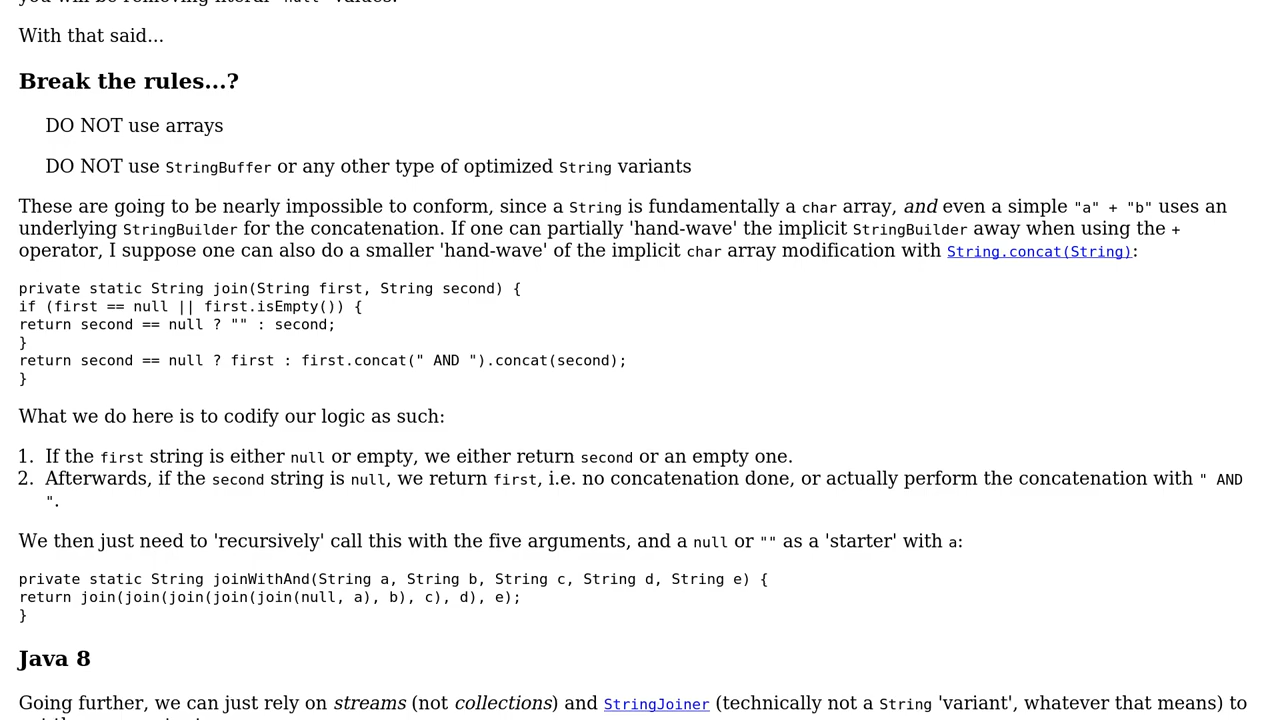 With that said...
Break the rules...?
DO NOT use arrays
DO NOT use StringBuffer or any other type of optimized String variants
These are going to be nearly impossible to conform, since a String is fundamentally a char array, and even a simple "a" + "b" uses an
underlying StringBuilder for the concatenation. If one can partially 'hand-wave' the implicit StringBuilder away when using the +
operator, I suppose one can also do a smaller 'hand-wave' of the implicit char array modification with String.concat(String):
private static String join(String first, String second) {
if (first == null || first.isEmpty()) {
return second == null ? "" : second;
}
return second == null ? first : first.concat(" AND ").concat(second);
}
What we do here is to codify our logic as such:
1. If the first string is either null or empty, we either return second or an empty one.
2. Afterwards, if the second string is null, we return first, i.e. no concatenation done, or actually perform the concatenation with " AND
".
We then just need to 'recursively' call this with the five arguments, and a null or "" as a 'starter' with a:
private static String joinWithAnd(String a, String b, String c, String d, String e) {
return join(join(join(join(join(null, a), b), c), d), e);
}
Java 8
Going further, we can just rely on streams (not collections) and StringJoiner (technically not a String 'variant', whatever that means) to